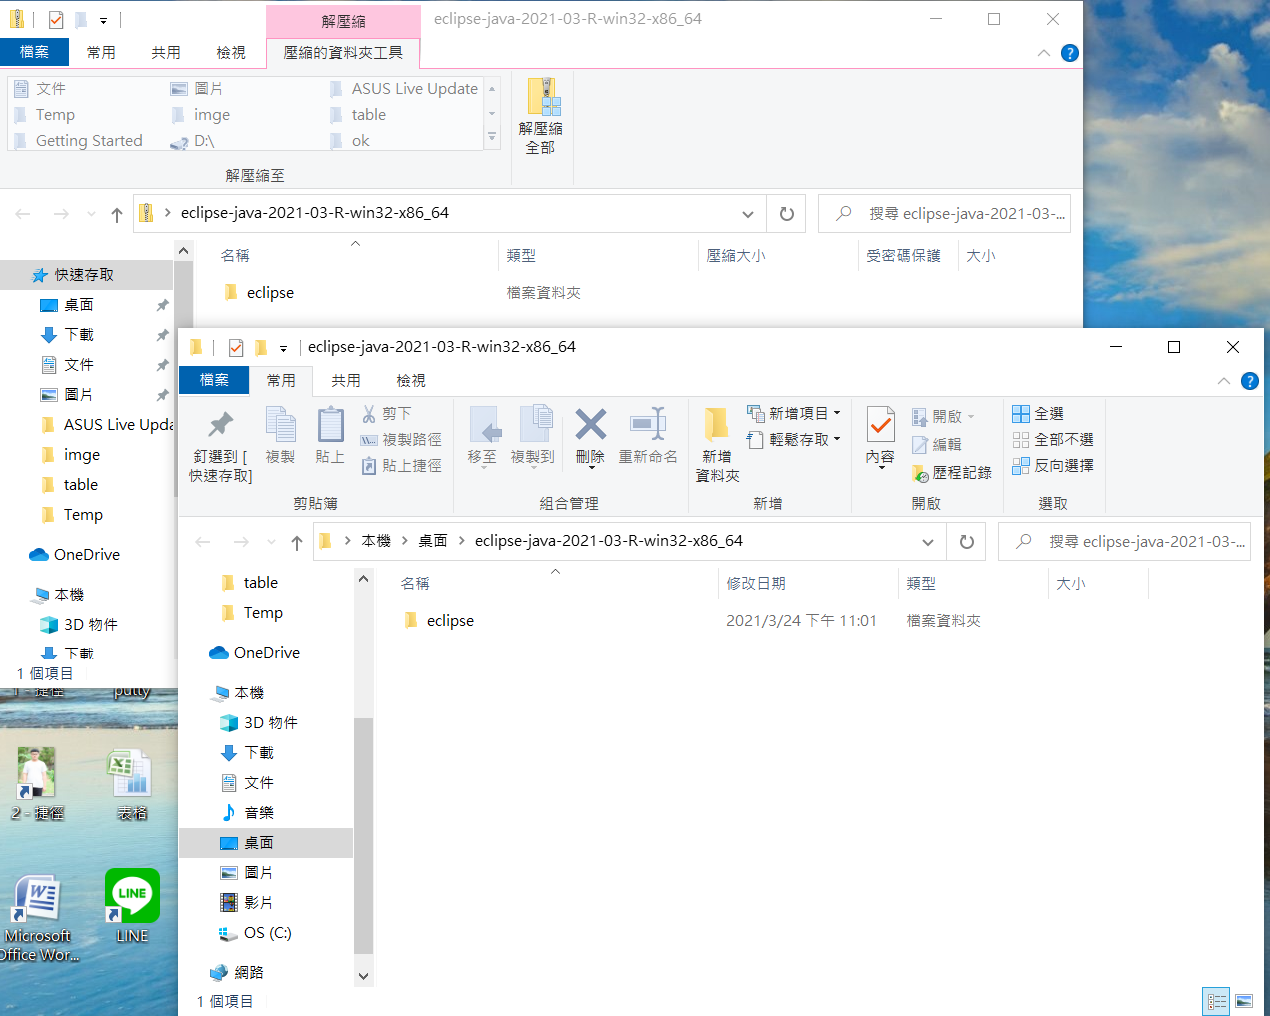 解壓縮
eclipse-java-2021-03-R-win32-x86_64
檔案
常用
共用
檢視
壓縮的資料夾工具
文件
圖片
ASUS Live Update
Temp
imge
table
Getting Started
D:\
ok
解壓縮至
解壓縮
全部
eclipse-java-2021-03-R-win32-x86_64
搜尋 eclipse-java-2021-03-...
名稱
類型
壓縮大小
受密碼保護
大小
eclipse
檔案資料夾
快速存取
桌面
下載
文件
圖片
ASUS Live Upda
imge
table
Temp
OneDrive
本機
3D 物件
下載
1 個項目
1 - 捷徑
putty
2 - 捷徑
表格
Microsoft
Office Wor...
LINE
LINE
eclipse-java-2021-03-R-win32-x86_64
檔案
常用
共用
檢視
釘選到 [
快速存取]
複製
貼上
剪下
複製路徑
貼上捷徑
剪貼簿
移至
複製到
刪除
重新命名
組合管理
新增
資料夾
新增項目
輕鬆存取
新增
內容
開啟
編輯
歷程記錄
開啟
全選
全部不選
反向選擇
選取
本機
桌面
eclipse-java-2021-03-R-win32-x86_64
搜尋 eclipse-java-2021-03-...
名稱
修改日期
類型
大小
eclipse
2021/3/24 下午 11:01
檔案資料夾
table
Temp
OneDrive
本機
3D 物件
下載
文件
音樂
桌面
圖片
影片
OS (C:)
網路
1 個項目